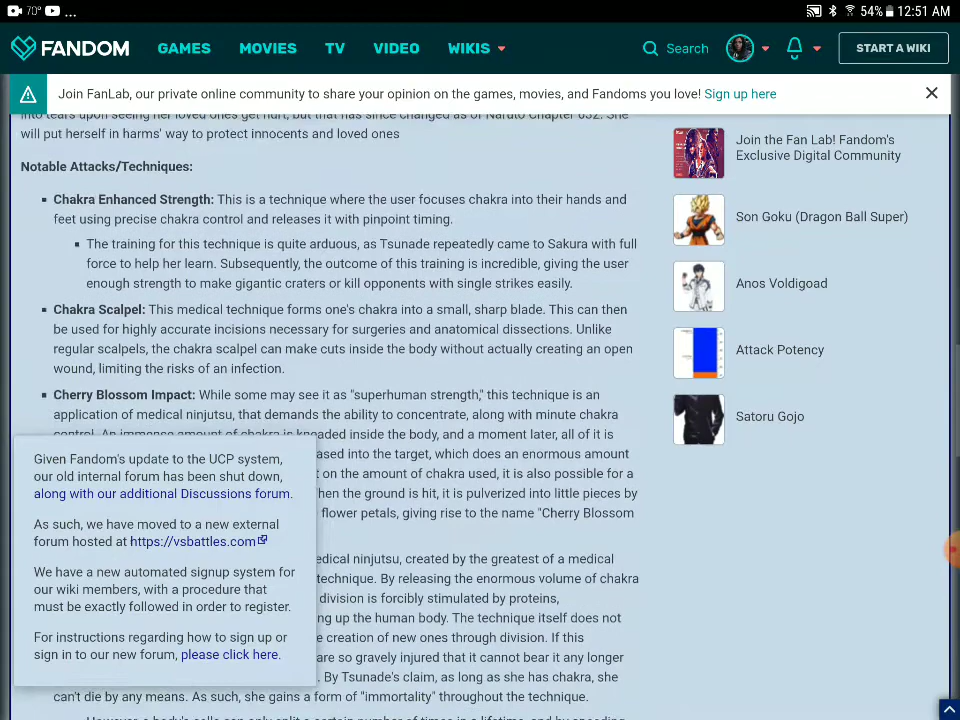 70°
...
54%
12:51 AM
FANDOM
GAMES
MOVIES
TV
VIDEO
WIKIS
Search
START A WIKI
Join FanLab, our private online community to share your opinion on the games, movies, and Fandoms you love! Sign up here
into tears upon seeing her loved ones get hurt, but that has since changed as of Naruto Chapter 632. She
will put herself in harms' way to protect innocents and loved ones
Notable Attacks/Techniques:
Chakra Enhanced Strength: This is a technique where the user focuses chakra into their hands and
feet using precise chakra control and releases it with pinpoint timing.
The training for this technique is quite arduous, as Tsunade repeatedly came to Sakura with full
force to help her learn. Subsequently, the outcome of this training is incredible, giving the user
enough strength to make gigantic craters or kill opponents with single strikes easily.
Chakra Scalpel: This medical technique forms one's chakra into a small, sharp blade. This can then
be used for highly accurate incisions necessary for surgeries and anatomical dissections. Unlike
regular scalpels, the chakra scalpel can make cuts inside the body without actually creating an open
wound, limiting the risks of an infection.
Cherry Blossom Impact: While some may see it as "superhuman strength," this technique is an
application of medical ninjutsu, that demands the ability to concentrate, along with minute chakra
control. An immense amount of chakra is kneaded inside the body, and a moment later, all of it is
ased into the target, which does an enormous amount
t on the amount of chakra used, it is also possible for a
hen the ground is hit, it is pulverized into little pieces by
flower petals, giving rise to the name "Cherry Blossom
edical ninjutsu, created by the greatest of a medical
technique. By releasing the enormous volume of chakra
division is forcibly stimulated by proteins,
ng up the human body. The technique itself does not
e creation of new ones through division. If this
are so gravely injured that it cannot bear it any longer
. By Tsunade's claim, as long as she has chakra, she
can't die by any means. As such, she gains a form of "immortality" throughout the technique.
However, a body's cells can only split a certain number of times in a lifetime, and by speeding
Given Fandom's update to the UCP system,
our old internal forum has been shut down,
along with our additional Discussions forum.
As such, we have moved to a new external
forum hosted at https://vsbattles.com
We have a new automated signup system for
our wiki members, with a procedure that
must be exactly followed in order to register.
For instructions regarding how to sign up or
sign in to our new forum, please click here.
Join the Fan Lab! Fandom's
Exclusive Digital Community
Son Goku (Dragon Ball Super)
Anos Voldigoad
Attack Potency
Satoru Gojo